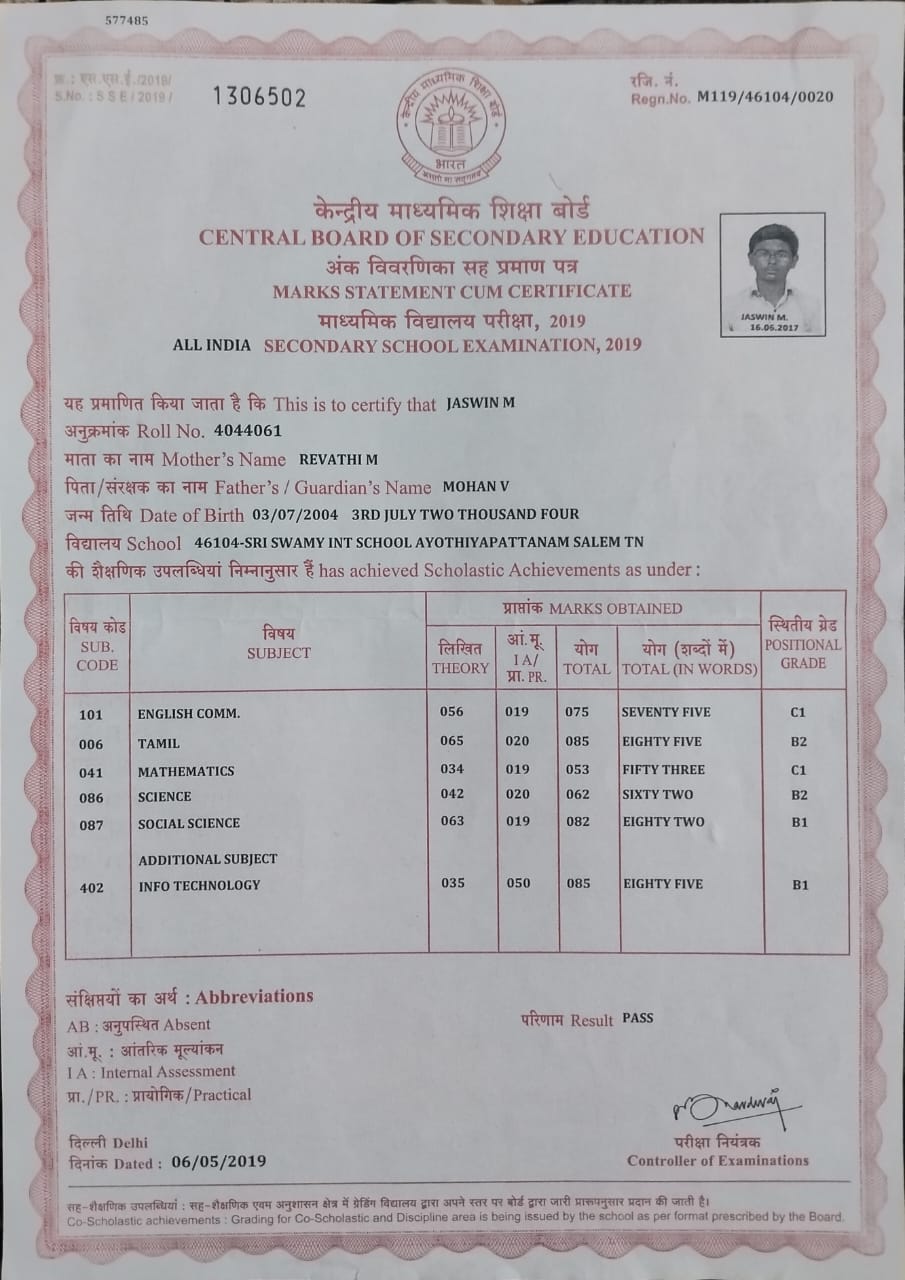 577485
क्र.: एस.एस.ई./2019/
S.No. : S S E / 2019 /
1306502
रजि. नं.
Regn.No. M119/46104/0020
केन्द्रीय माध्यमिक शिक्षा बोर्ड
भारत
असतो मा सद्गमय
केन्द्रीय माध्यमिक शिक्षा बोर्ड
CENTRAL BOARD OF SECONDARY EDUCATION
अंक विवरणिका सह प्रमाण पत्र
MARKS STATEMENT CUM CERTIFICATE
माध्यमिक विद्यालय परीक्षा, 2019
ALL INDIA SECONDARY SCHOOL EXAMINATION, 2019
JASWIN M.
16.06.2017
यह प्रमाणित किया जाता है कि This is to certify that JASWIN M
अनुक्रमांक Roll No. 4044061
माता का नाम Mother's Name REVATHI M
पिता/संरक्षक का नाम Father's / Guardian's Name MOHAN V
जन्म तिथि Date of Birth 03/07/2004 3RD JULY TWO THOUSAND FOUR
विद्यालय School 46104-SRI SWAMY INT SCHOOL AYOTHIYAPATTANAM SALEM TN
की शैक्षणिक उपलब्धियां निम्नानुसार हैं has achieved Scholastic Achievements as under :
विषय कोड SUB. CODE
विषय SUBJECT
प्राप्तांक MARKS OBTAINED
लिखित THEORY
आं.मू. I A/ प्रा. PR.
योग TOTAL
योग (शब्दों में) TOTAL (IN WORDS)
स्थितीय ग्रेड POSITIONAL GRADE
101 ENGLISH COMM. 056 019 075 SEVENTY FIVE C1
006 TAMIL 065 020 085 EIGHTY FIVE B2
041 MATHEMATICS 034 019 053 FIFTY THREE C1
086 SCIENCE 042 020 062 SIXTY TWO B2
087 SOCIAL SCIENCE 063 019 082 EIGHTY TWO B1
ADDITIONAL SUBJECT
402 INFO TECHNOLOGY 035 050 085 EIGHTY FIVE B1
संक्षिप्तियों का अर्थ : Abbreviations
AB : अनुपस्थित Absent
परिणाम Result PASS
आं.मू. : आंतरिक मूल्यांकन
I A : Internal Assessment
प्रा./PR. : प्रायोगिक/Practical
दिल्ली Delhi
दिनांक Dated : 06/05/2019
परीक्षा नियंत्रक
Controller of Examinations
सह-शैक्षणिक उपलब्धियां : सह-शैक्षणिक एवम अनुशासन क्षेत्र में ग्रेडिंग विद्यालय द्वारा अपने स्तर पर बोर्ड द्वारा जारी प्रारूपनुसार प्रदान की जाती है।
Co-Scholastic achievements : Grading for Co-Scholastic and Discipline area is being issued by the school as per format prescribed by the Board.